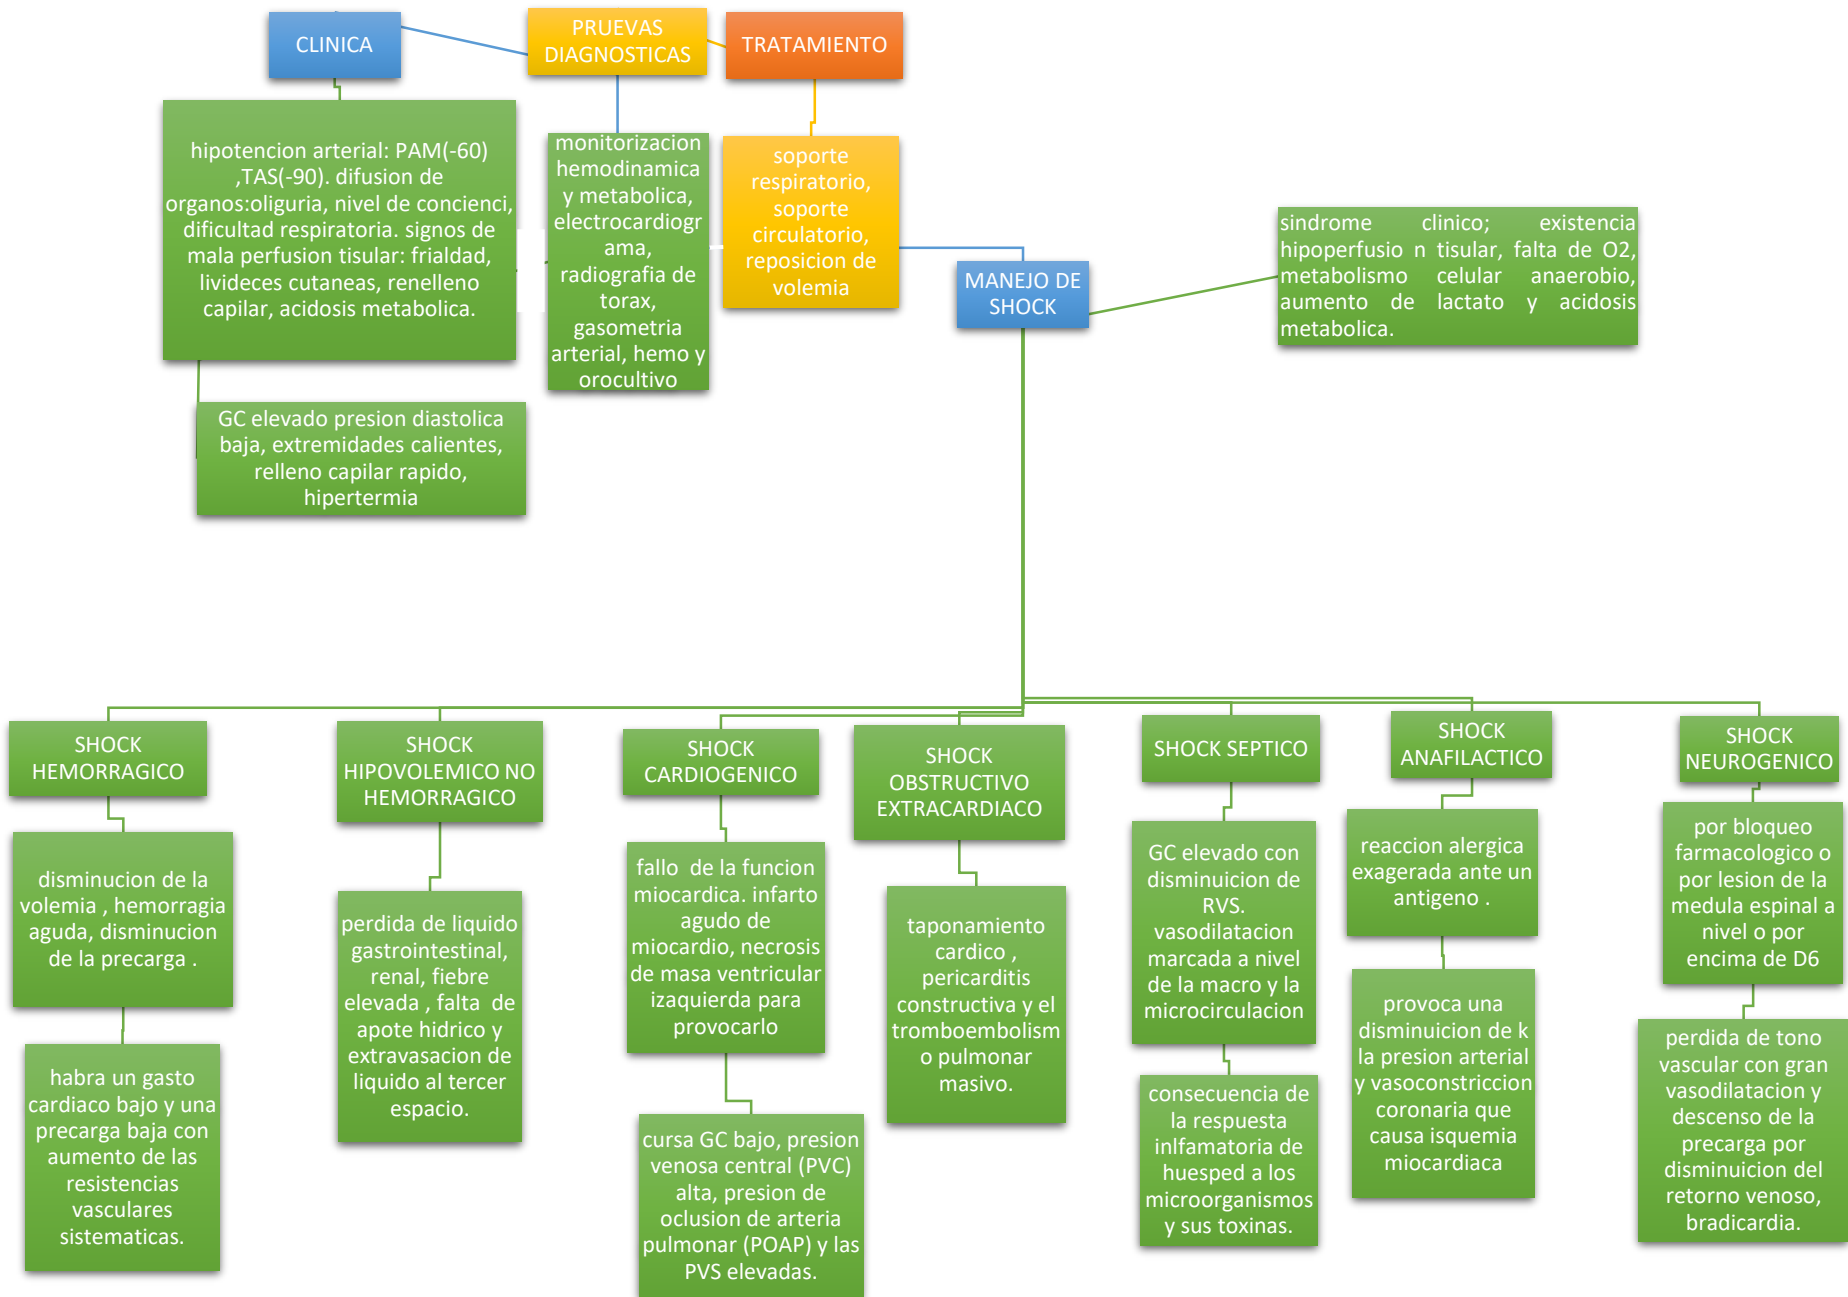 CLINICA
PRUEVAS
DIAGNOSTICAS
TRATAMIENTO
hipotencion arterial: PAM(-60)
,TAS(-90). difusion de
organos:oliguria, nivel de concienci,
dificultad respiratoria. signos de
mala perfusion tisular: frialdad,
livideces cutaneas, renelleno
capilar, acidosis metabolica.
GC elevado presion diastolica
baja, extremidades calientes,
relleno capilar rapido,
hipertermia
monitorizacion
hemodinamica
y metabolica,
electrocardiogr
ama,
radiografia de
torax,
gasometria
arterial, hemo y
orocultivo
soporte
respiratorio,
soporte
circulatorio,
reposicion de
volemia
MANEJO DE
SHOCK
sindrome clinico; existencia
hipoperfusio n tisular, falta de O2,
metabolismo celular anaerobio,
aumento de lactato y acidosis
metabolica.
SHOCK
HEMORRAGICO
disminucion de la
volemia , hemorragia
aguda, disminucion
de la precarga .
habra un gasto
cardiaco bajo y una
precarga baja con
aumento de las
resistencias
vasculares
sistematicas.
SHOCK
HIPOVOLEMICO NO
HEMORRAGICO
perdida de liquido
gastrointestinal,
renal, fiebre
elevada , falta de
apote hidrico y
extravasacion de
liquido al tercer
espacio.
SHOCK
CARDIOGENICO
fallo de la funcion
miocardica. infarto
agudo de
miocardio, necrosis
de masa ventricular
izaquierda para
provocarlo
cursa GC bajo, presion
venosa central (PVC)
alta, presion de
oclusion de arteria
pulmonar (POAP) y las
PVS elevadas.
SHOCK
OBSTRUCTIVO
EXTRACARDIACO
taponamiento
cardico ,
pericarditis
constructiva y el
tromboembolism
o pulmonar
masivo.
SHOCK SEPTICO
GC elevado con
disminuicion de
RVS.
vasodilatacion
marcada a nivel
de la macro y la
microcirculacion
consecuencia de
la respuesta
inlfamatoria de
huesped a los
microorganismos
y sus toxinas.
SHOCK
ANAFILACTICO
reaccion alergica
exagerada ante un
antigeno .
provoca una
disminuicion de k
la presion arterial
y vasoconstriccion
coronaria que
causa isquemia
miocardiaca
SHOCK
NEUROGENICO
por bloqueo
farmacologico o
por lesion de la
medula espinal a
nivel o por
encima de D6
perdida de tono
vascular con gran
vasodilatacion y
descenso de la
precarga por
disminuicion del
retorno venoso,
bradicardia.